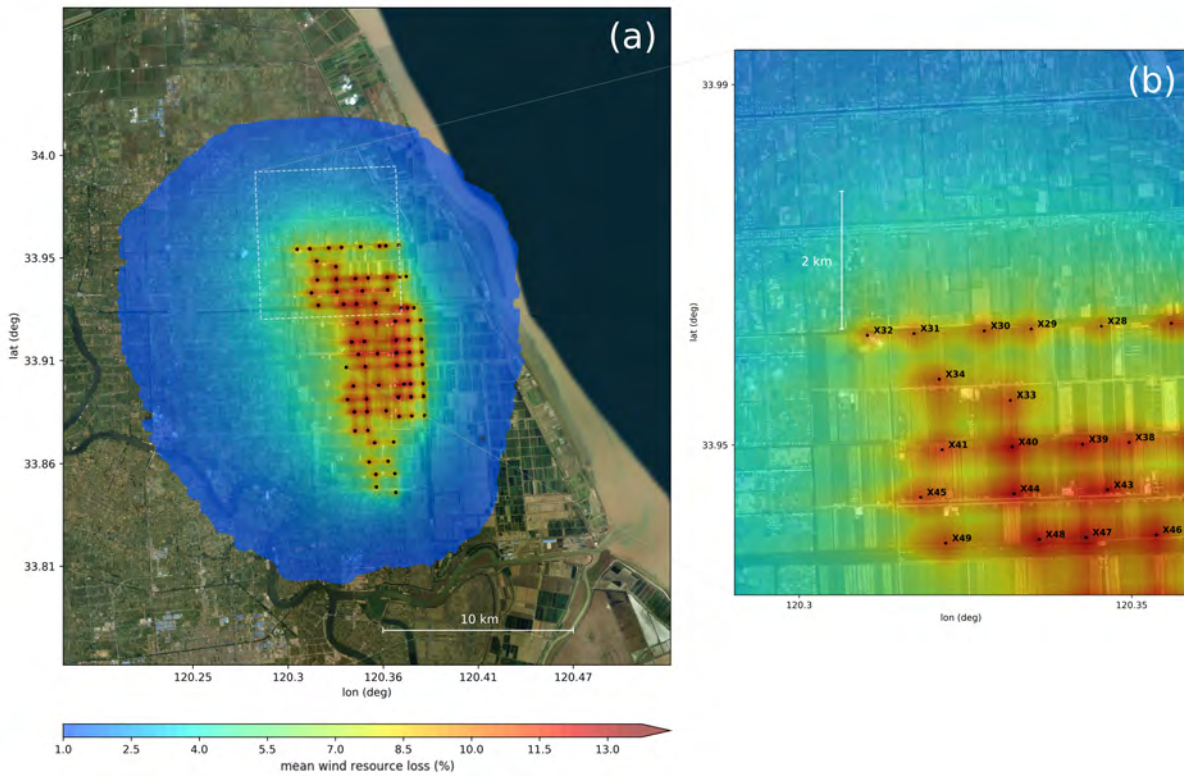 (a)
(b)
34.0
33.95
33.91
33.86
33.81
lat (deg)
10 km
120.25
120.3
120.36
120.41
120.47
lon (deg)
1.0
2.5
4.0
5.5
7.0
8.5
10.0
11.5
13.0
mean wind resource loss (%)
33.99
33.95
lat (deg)
2 km
X32
X31
X30
X29
X28
X34
X33
X41
X40
X39
X38
X45
X44
X43
X49
X48
X47
X46
120.3
120.35
lon (deg)